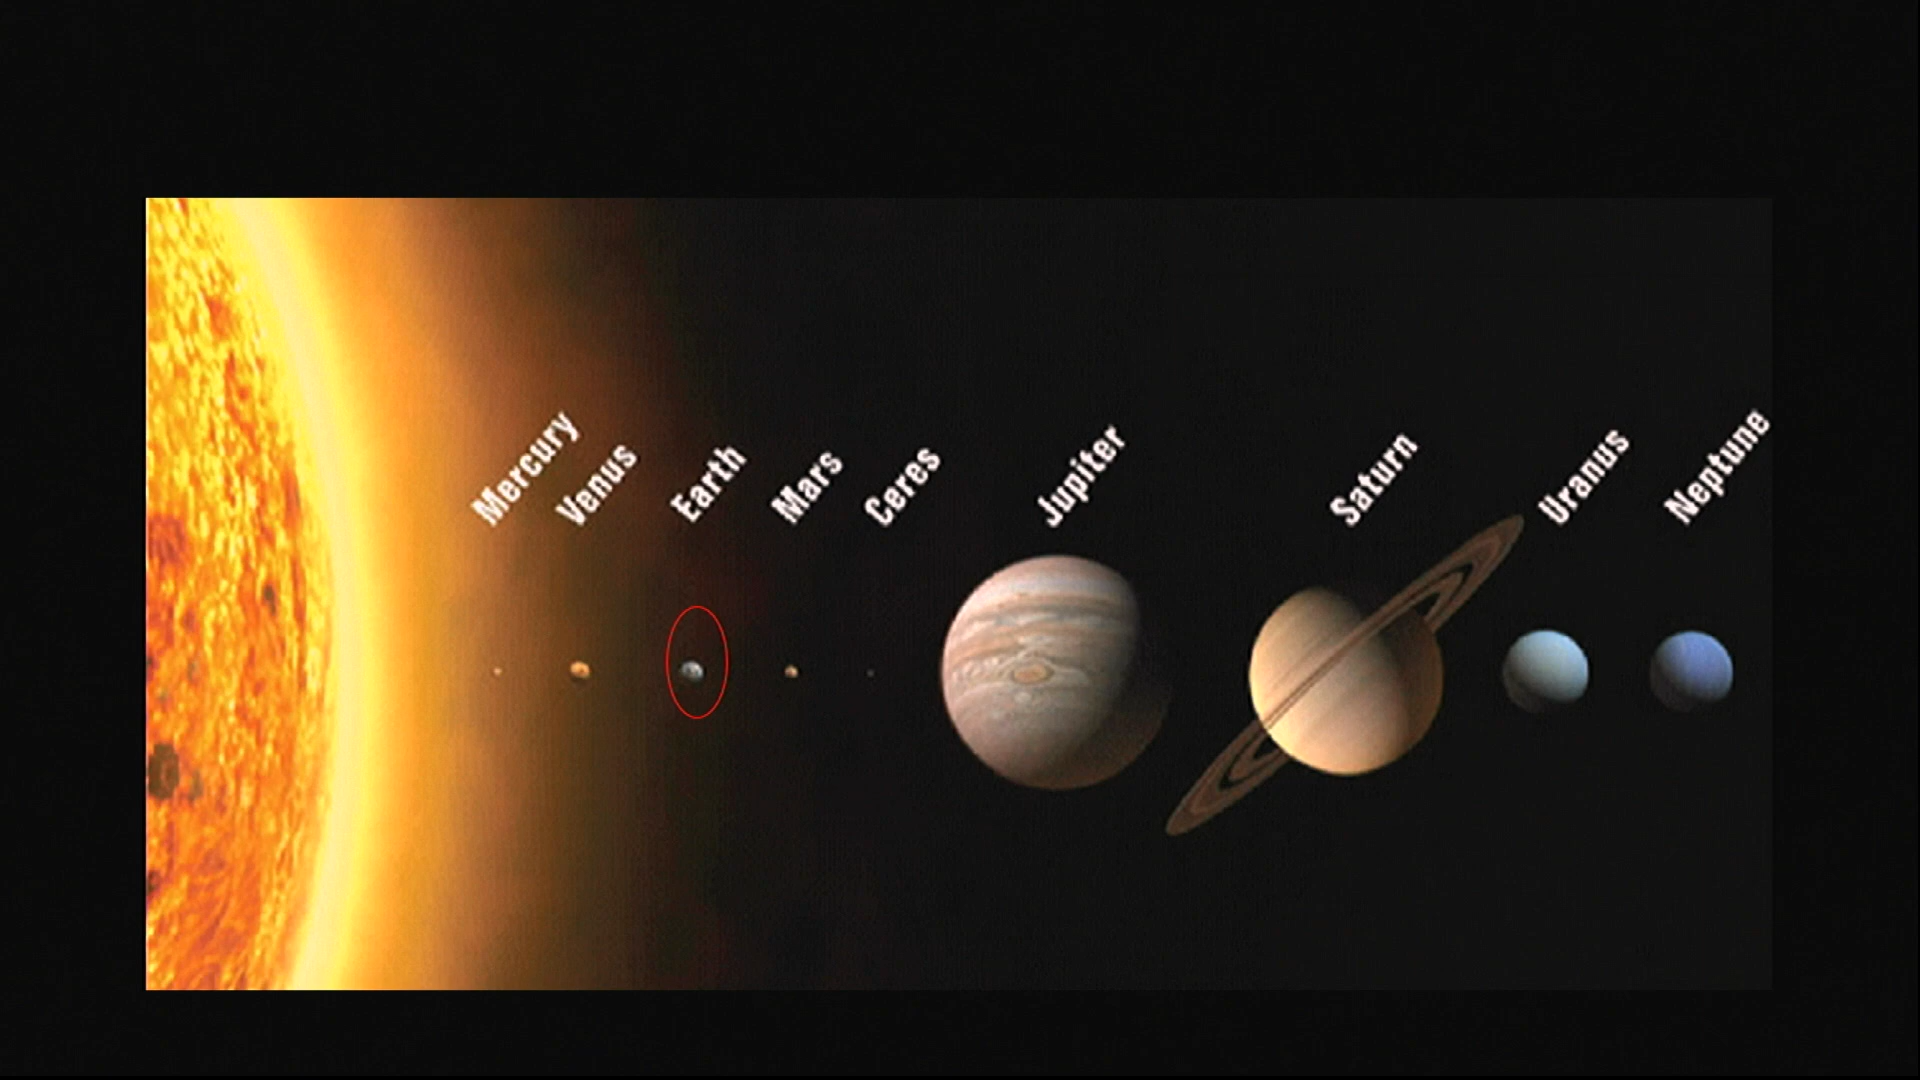 Mercury
Venus
Earth
Mars
Ceres
Jupiter
Saturn
Uranus
Neptune